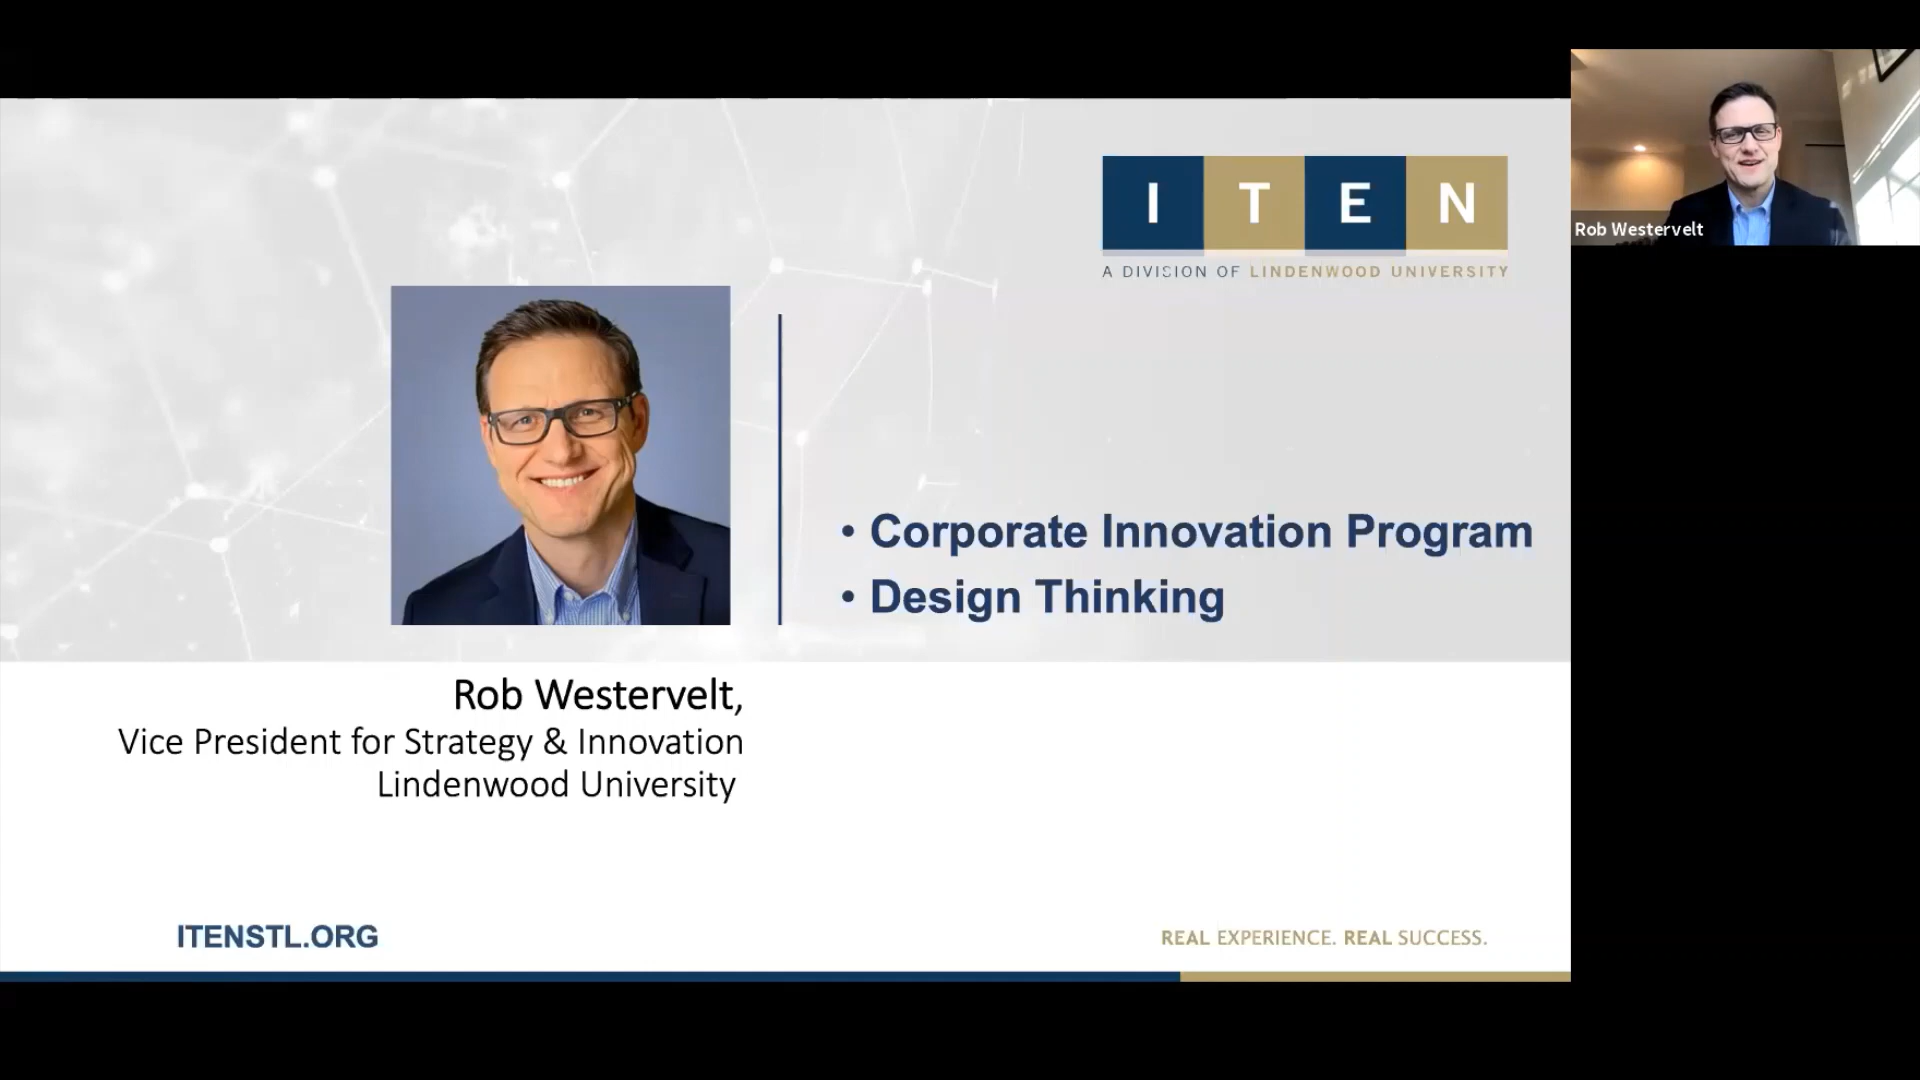 I T E N
A DIVISION OF LINDENWOOD UNIVERSITY
Rob Westervelt
• Corporate Innovation Program
• Design Thinking
Rob Westervelt,
Vice President for Strategy & Innovation
Lindenwood University
ITENSTL.ORG
REAL EXPERIENCE. REAL SUCCESS.